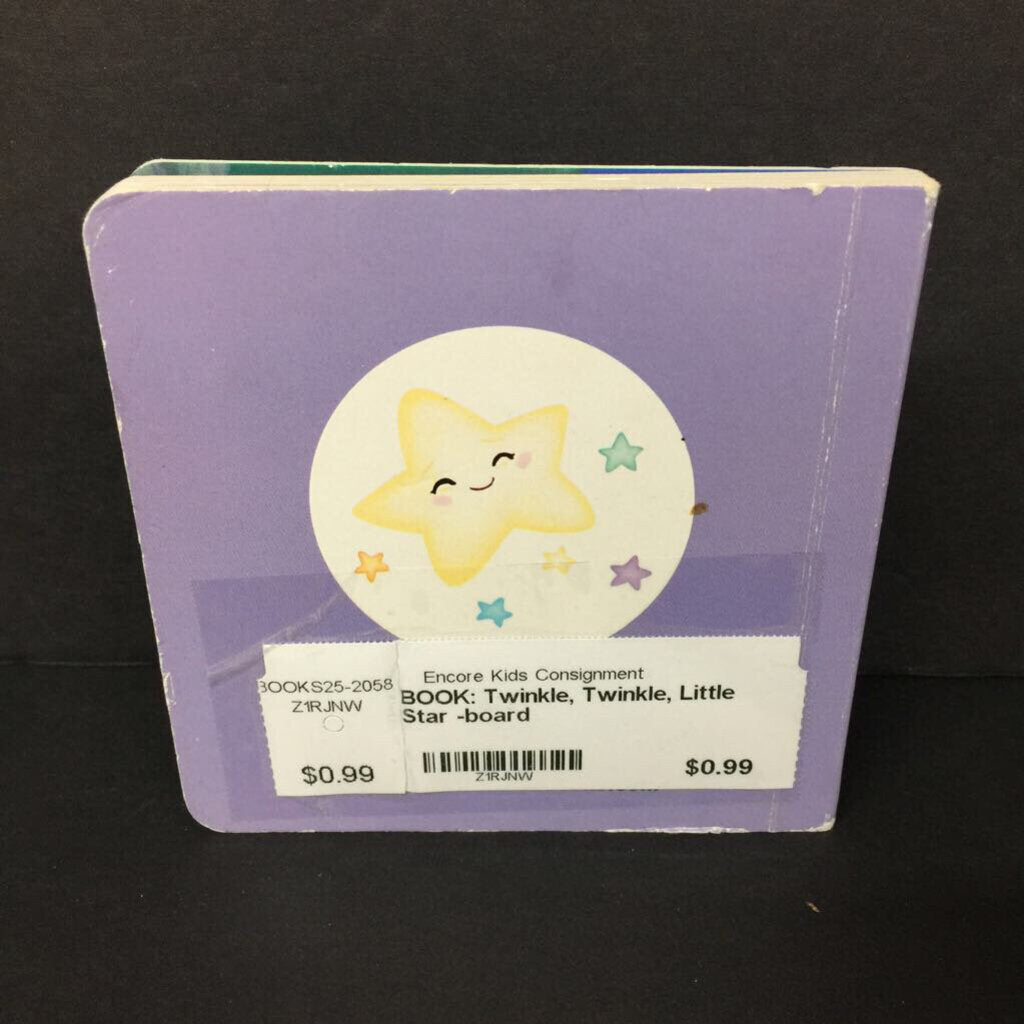 BOOKS25-2058
Z1RJNW
$0.99
Encore Kids Consignment
BOOK: Twinkle, Twinkle, Little
Star -board
Z1RJNW
$0.99